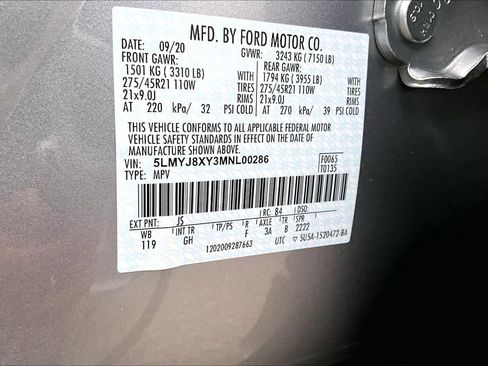 MFD. BY FORD MOTOR CO.
DATE: 09/20 GVWR: 3243 KG (7150 LB)
FRONT GAWR: REAR GAWR:
1501 KG (3310 LB) 1794 KG (3955 LB)
275/45R21 110W TIRES 275/45R21 110W TIRES
21x9.0J RIMS 21x9.0J RIMS
AT 220 kPa/ 32 PSI COLD AT 270 kPa/ 39 PSI COLD
THIS VEHICLE CONFORMS TO ALL APPLICABLE FEDERAL MOTOR
VEHICLE SAFETY STANDARDS IN EFFECT ON THE DATE OF
MANUFACTURE SHOWN ABOVE.
VIN: 5LMYJ8XY3MNL00286 F0065
TYPE: MPV T0135
EXT PNT: JS RC: 84 DSO:
WB INT TR TP/PS R AXLE TR SPR
119 GH F 3A B 2222
1202009287663 UTC 5U5A-1520472-BA